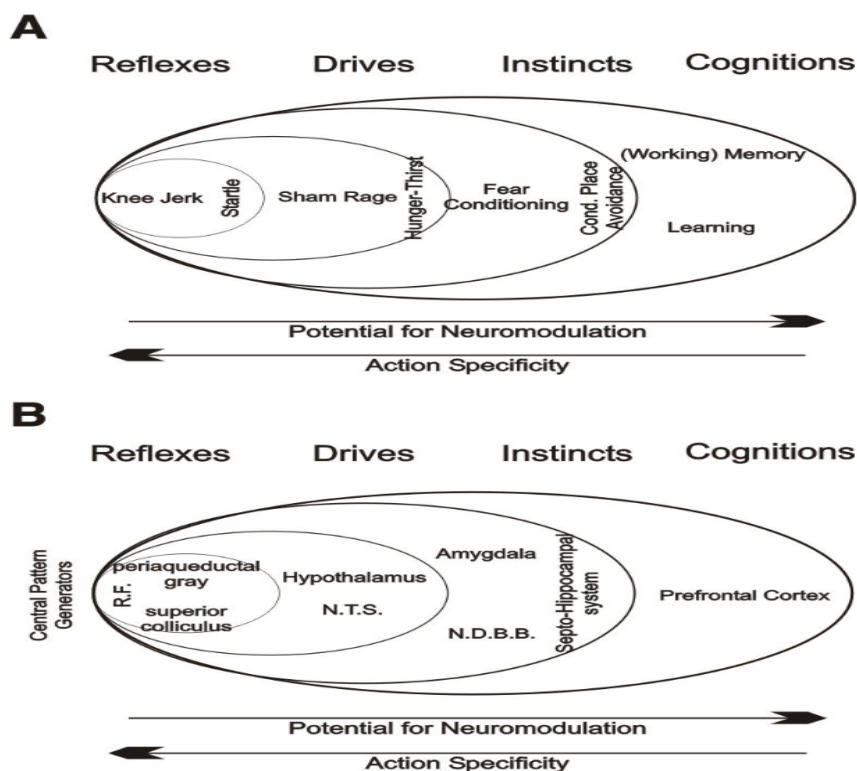 A
Reflexes Drives Instincts Cognitions
(Working) Memory
Knee Jerk
Startle
Sham Rage
Hunger-Thirst
Fear
Conditioning
Cond. Place
Avoidance
Learning
Potential for Neuromodulation
Action Specificity
B
Reflexes Drives Instincts Cognitions
Central Pattern
Generators
R.F.
periaqueductal
gray
superior
colliculus
Hypothalamus
N.T.S.
Amygdala
N.D.B.B.
Septo-Hippocampal
system
Prefrontal Cortex
Potential for Neuromodulation
Action Specificity